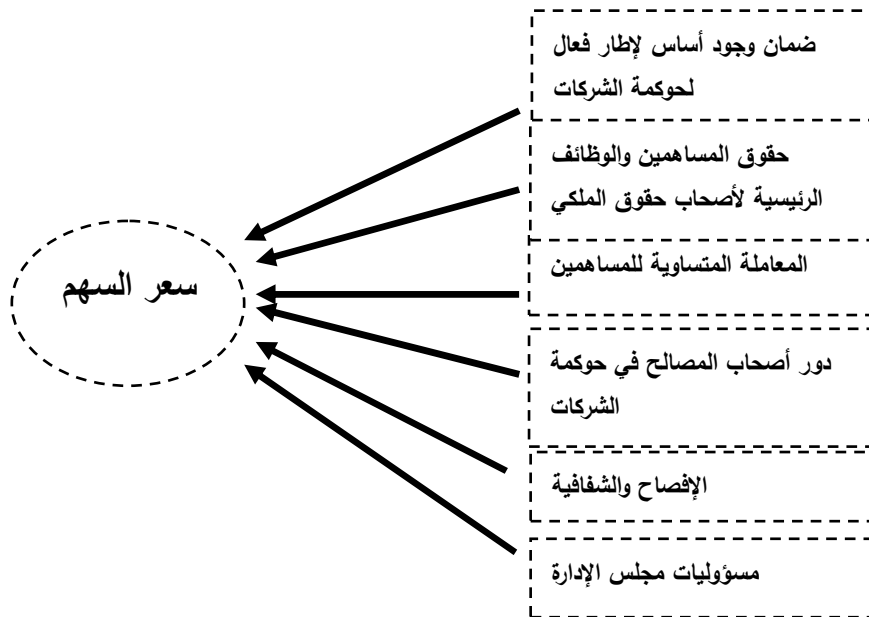 ضمان وجود أساس لإطار فعال
لحوكمة الشركات
حقوق المساهمين والوظائف
الرئيسية لأصحاب حقوق الملكي
المعاملة المتساوية للمساهمين
سعر السهم
دور أصحاب المصالح في حوكمة
الشركات
الإفصاح والشفافية
مسؤوليات مجلس الإدارة